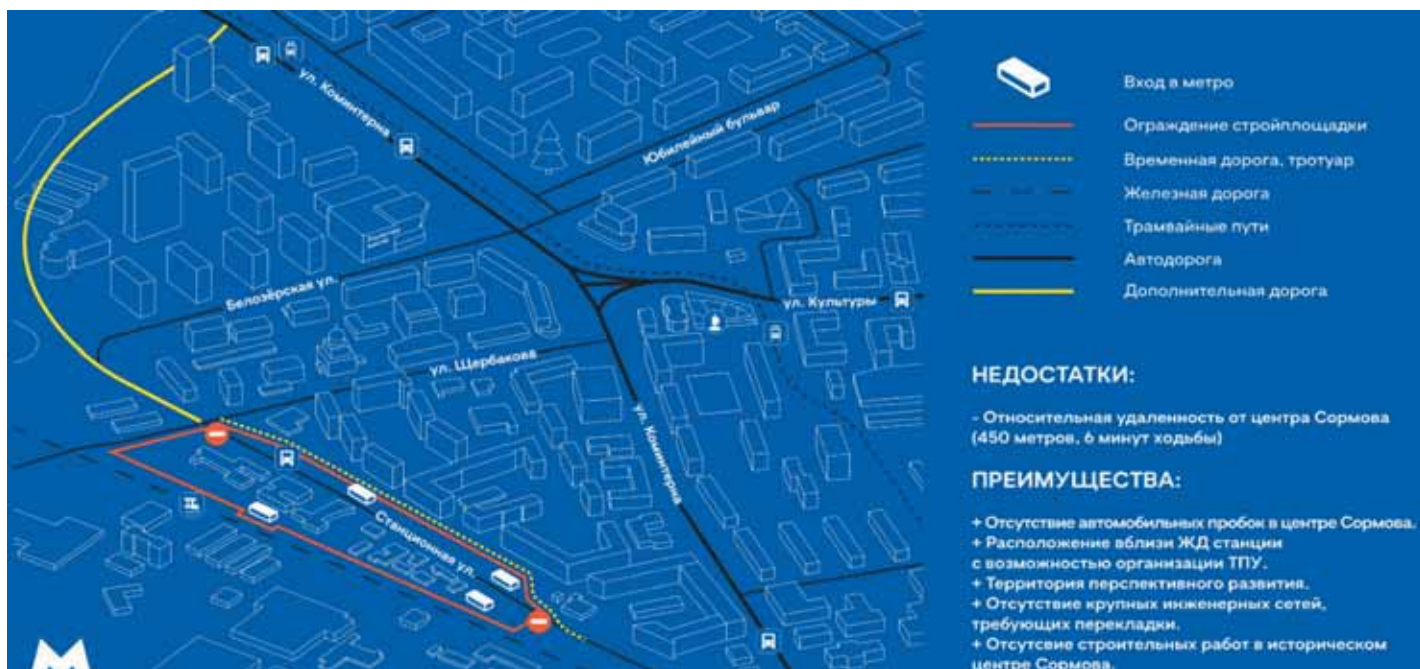 ул. Коминтерна
Юбилейный бульвар
Белозёрская ул.
ул. Культуры
ул. Щербакова
ул. Коминтерна
Станционная ул.
Вход в метро
Ограждение стройплощадки
Временная дорога, тротуар
Железная дорога
Трамвайные пути
Автодорога
Дополнительная дорога
НЕДОСТАТКИ:
- Относительная удаленность от центра Сормова
(450 метров, 6 минут ходьбы)
ПРЕИМУЩЕСТВА:
+ Отсутствие автомобильных пробок в центре Сормова.
+ Расположение вблизи ЖД станции
с возможностью организации ТПУ.
+ Территория перспективного развития.
+ Отсутствие крупных инженерных сетей,
требующих перекладки.
+ Отсутсвие строительных работ в историческом
центре Сормова.